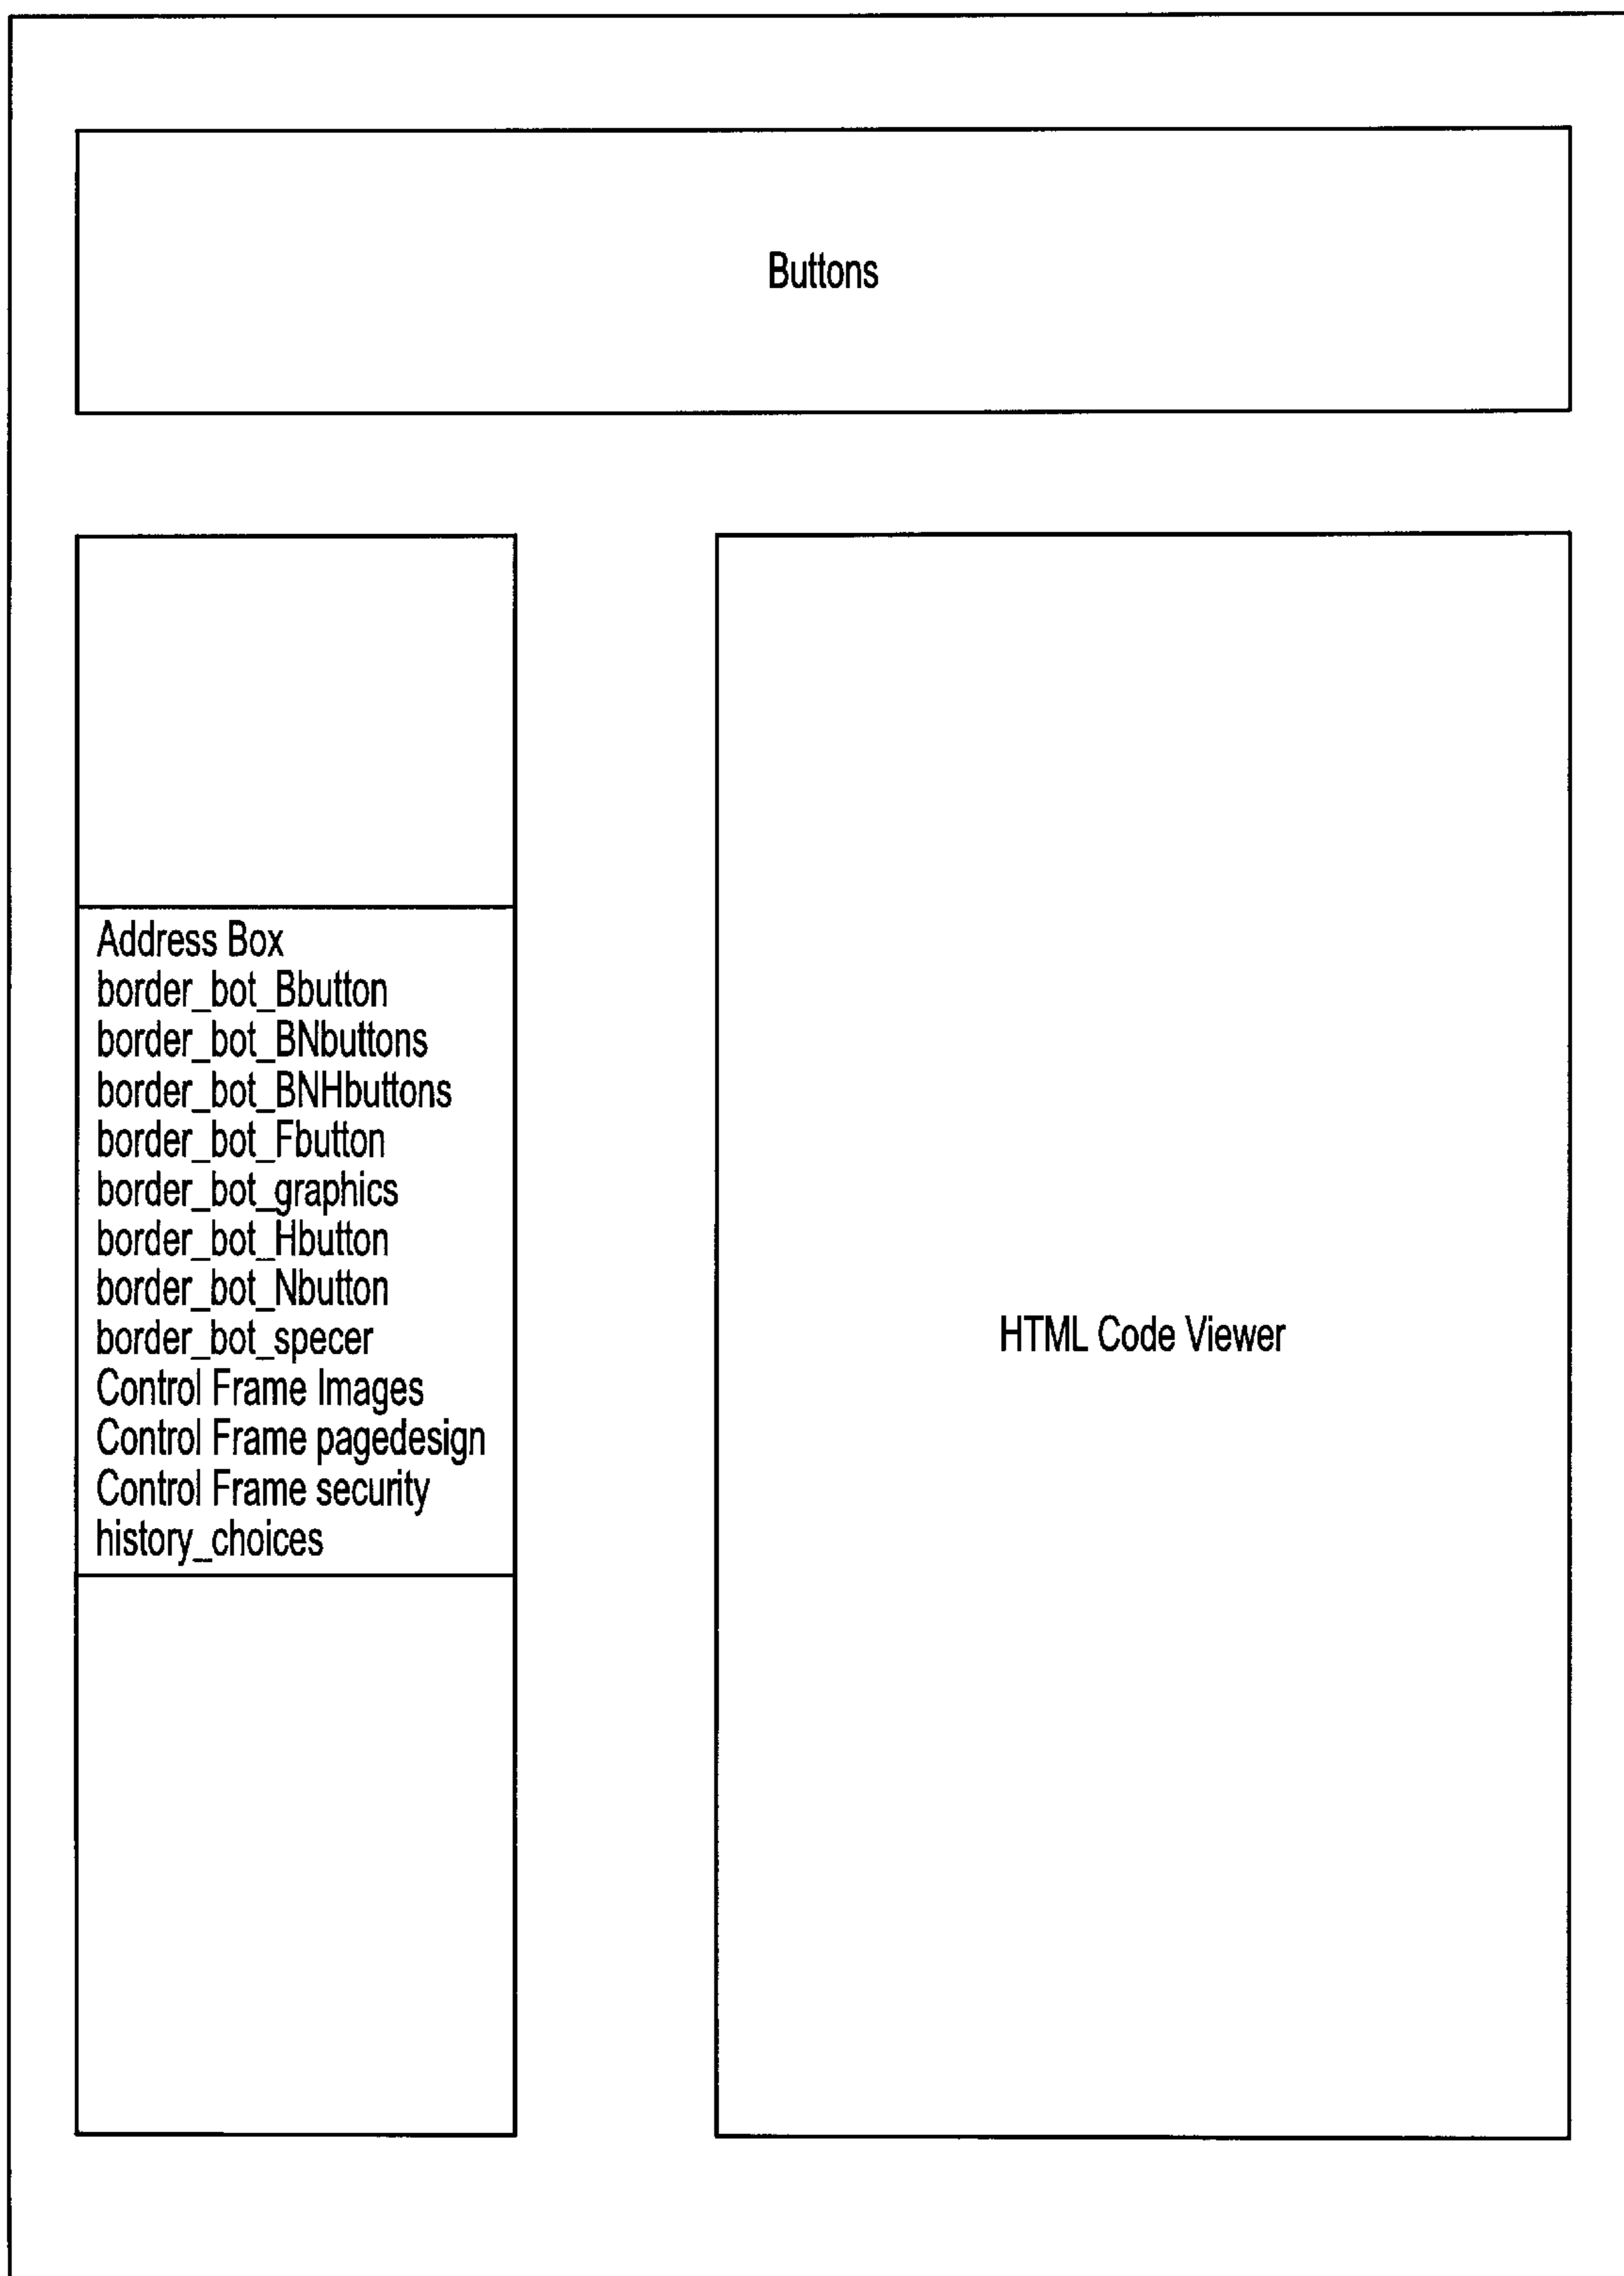 Buttons
Address Box
border_bot_Bbutton
border_bot_BNbuttons
border_bot_BNHbuttons
border_bot_Fbutton
border_bot_graphics
border_bot_Hbutton
border_bot_Nbutton
border_bot_specer
Control Frame Images
Control Frame pagedesign
Control Frame security
history_choices
HTML Code Viewer